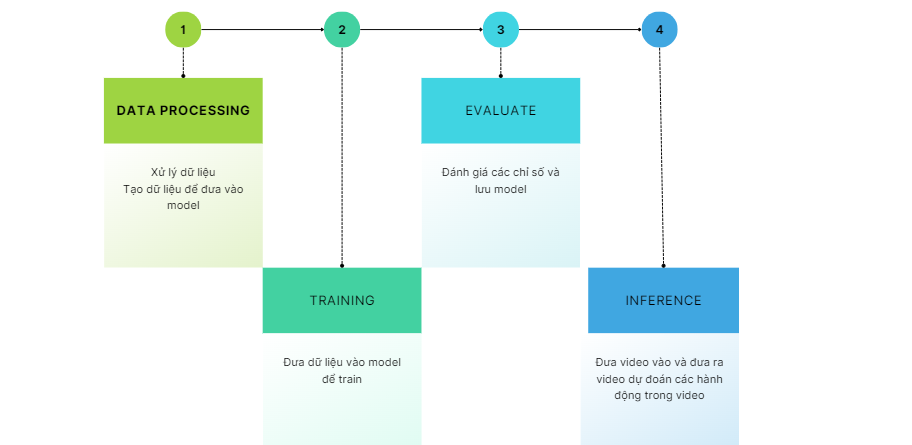 1
2
3
4
DATA PROCESSING
Xử lý dữ liệu
Tạo dữ liệu để đưa vào
model
EVALUATE
Đánh giá các chỉ số và
lưu model
TRAINING
Đưa dữ liệu vào model
để train
INFERENCE
Đưa video vào và đưa ra
video dự đoán các hành
động trong video